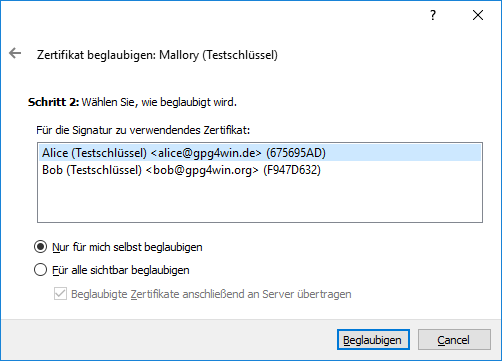 ?
Zertifikat beglaubigen: Mallory (Testschlüssel)
Schritt 2: Wählen Sie, wie beglaubigt wird.
Für die Signatur zu verwendendes Zertifikat:
Alice (Testschlüssel) <alice@gpg4win.de> (675695AD)
Bob (Testschlüssel) <bob@gpg4win.org> (F947D632)
Nur für mich selbst beglaubigen
Für alle sichtbar beglaubigen
Beglaubigte Zertifikate anschließend an Server übertragen
Beglaubigen Cancel